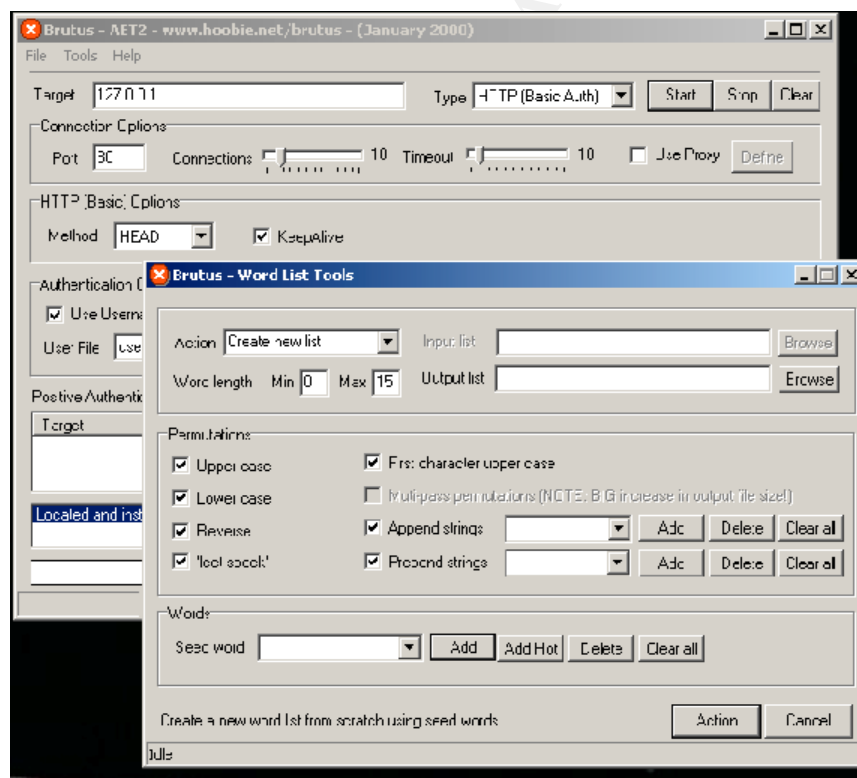 Brutus - AET2 - www.hoobie.net/brutus - (January 2000)
File Tools Help
Target 127.0.0.1 Type HTTP (Basic Auth) Start Stop Clear
Connection Options
Port 80 Connections 10 Timeout 10 Use Proxy Define
HTTP (Basic) Options
Method HEAD KeepAlive
Authentication
Use Userna
User File use
Positive Authentic
Target
Located and inst
Brutus - Word List Tools
Action Create new list Input list Browse
Word length Min 0 Max 15 Output list Browse
Permutations
Upper case First character upper case
Lower case Multi-pass permutations (NOTE: BIG increase in output file size!)
Reverse Append strings Add Delete Clear all
'leet speek' Prepend strings Add Delete Clear all
Words
Seed word Add Add Hot Delete Clear all
Create a new word list from scratch using seed words Action Cancel
Idle